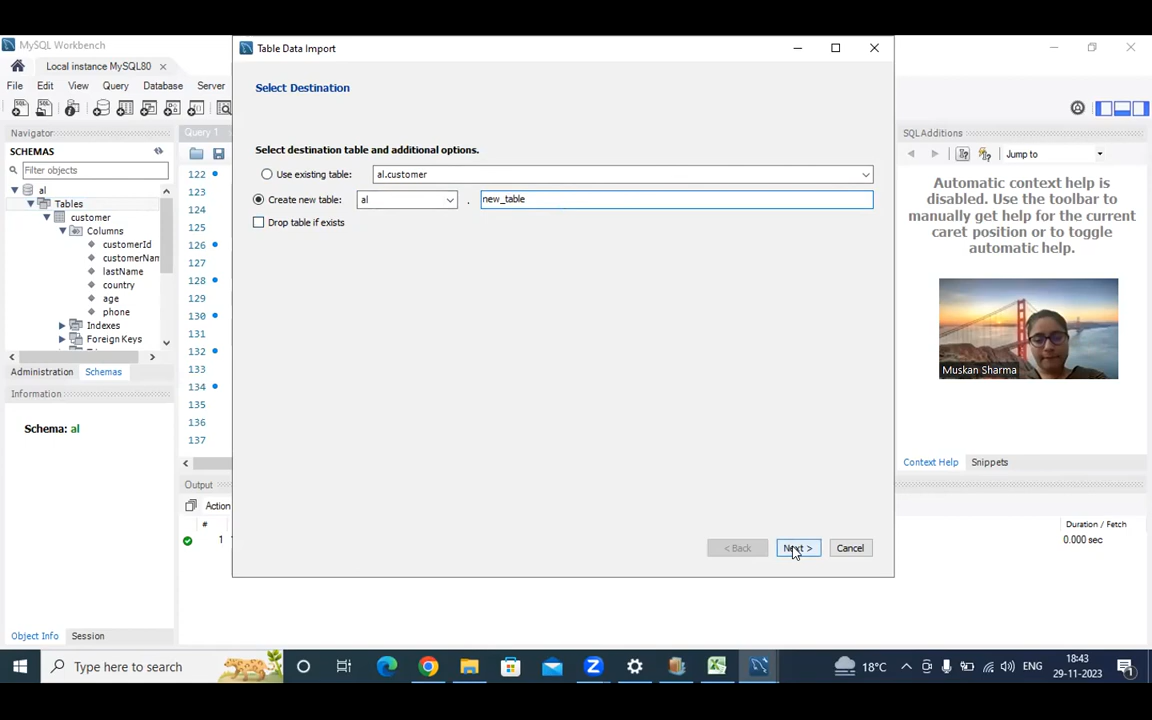 MySQL Workbench
Local instance MySQL80
File Edit View Query Database Server
Navigator
SCHEMAS
Filter objects
al
Tables
customer
Columns
customerId
customerNam
lastName
country
age
phone
Indexes
Foreign Keys
Administration Schemas
Information
Schema: al
Object Info Session
Query 1
122
123
124
125
126
127
128
129
130
131
132
133
134
135
136
137
Output
Action
#
1
Table Data Import
Select Destination
Select destination table and additional options.
Use existing table: al.customer
Create new table: al . new_table
Drop table if exists
< Back Next > Cancel
SQLAdditions
Jump to
Automatic context help is
disabled. Use the toolbar to
manually get help for the current
caret position or to toggle
automatic help.
Muskan Sharma
Context Help Snippets
Duration / Fetch
0.000 sec
Type here to search
18°C
ENG
18:43
29-11-2023
1